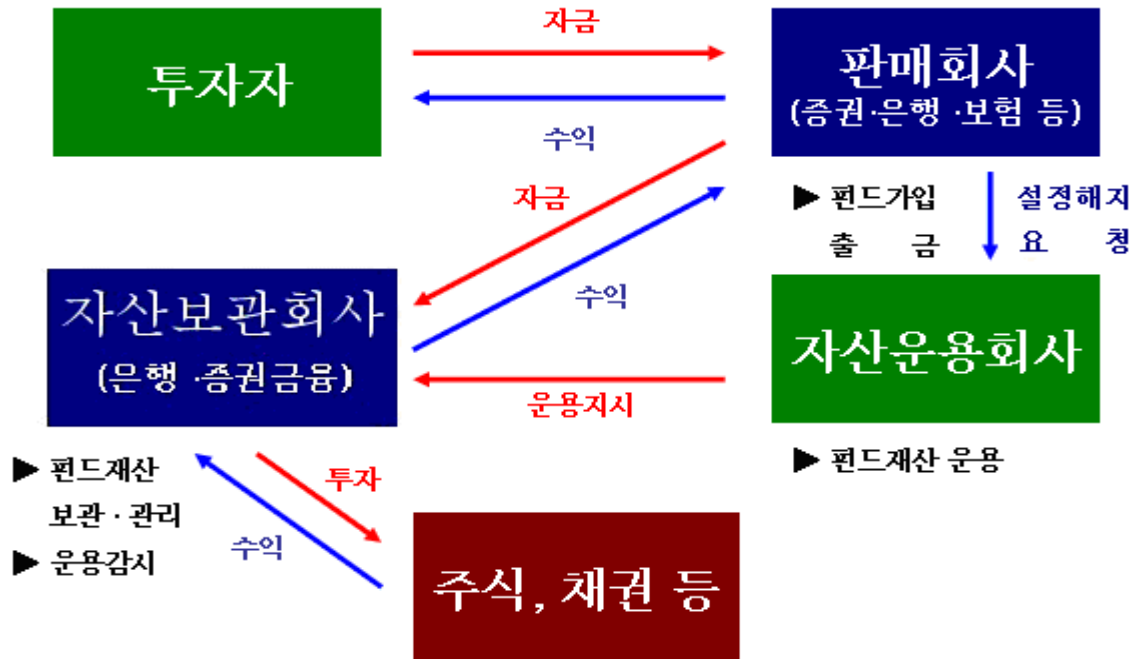 자금
투자자
판매회사
(증권·은행·보험 등)
수익
자금
▶ 펀드가입
출 금
설정해지
요 청
수익
자산보관회사
(은행·증권금융)
자산운용회사
운용지시
▶ 펀드재산
보관·관리
▶ 운용감시
▶ 펀드재산 운용
투자
수익
주식, 채권 등